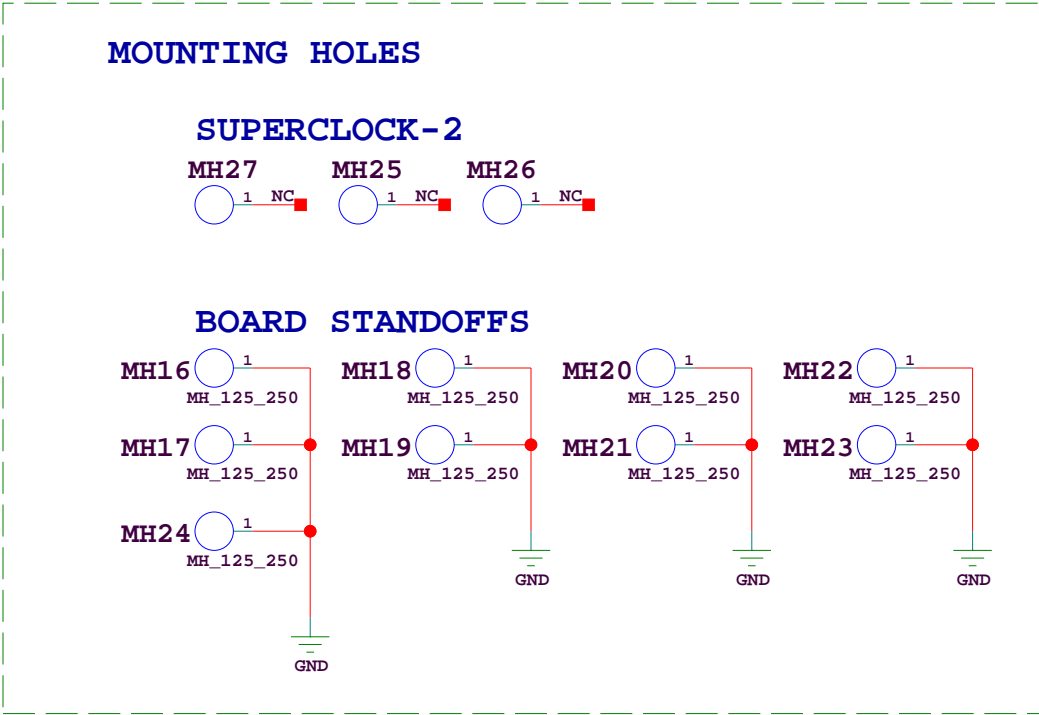 MOUNTING HOLES
SUPERCLOCK-2
MH27 MH25 MH26
1 NC 1 NC 1 NC
BOARD STANDOFFS
MH16 1 MH18 1 MH20 1 MH22 1
MH_125_250 MH_125_250 MH_125_250 MH_125_250
MH17 1 MH19 1 MH21 1 MH23 1
MH_125_250 MH_125_250 MH_125_250 MH_125_250
MH24 1
MH_125_250
GND GND GND
GND